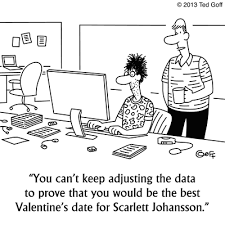 © 2013 Ted Goff
Goff
“You can’t keep adjusting the data
to prove that you would be the best
Valentine’s date for Scarlett Johansson.”